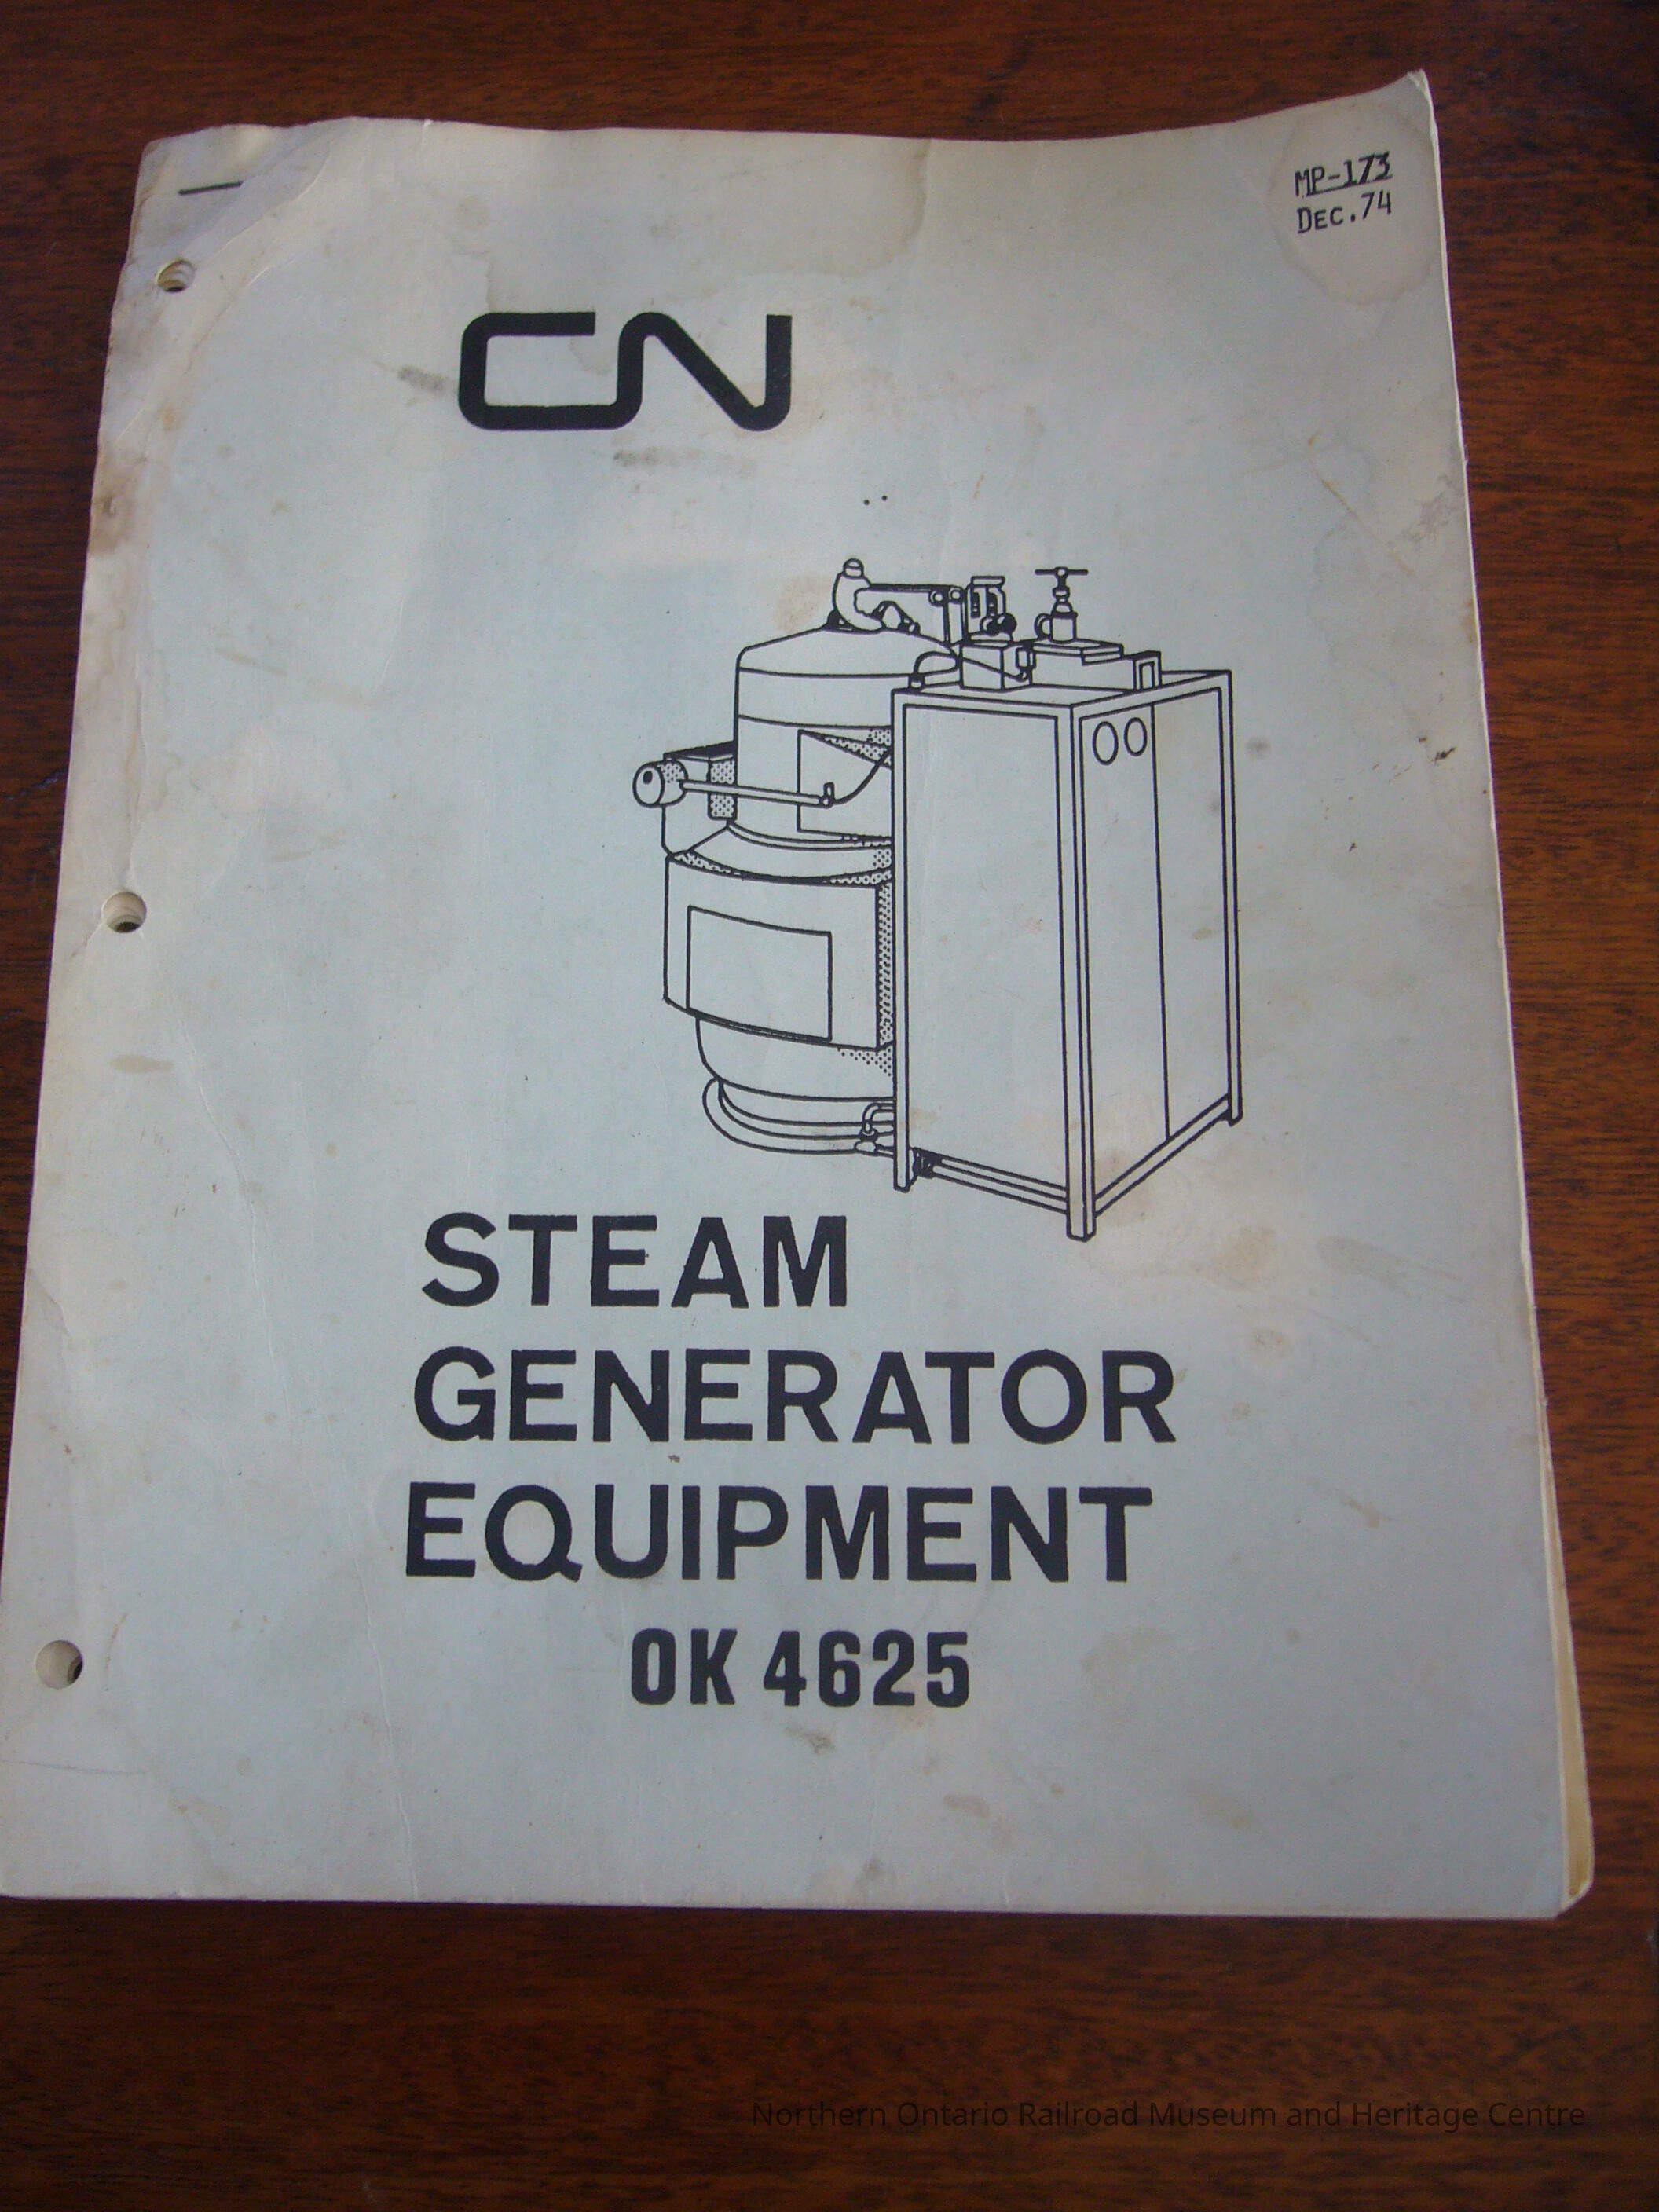 MP-173
DEC.74
CN
STEAM
GENERATOR
EQUIPMENT
OK 4625
Northern Ontario Railroad Museum and Heritage Centre